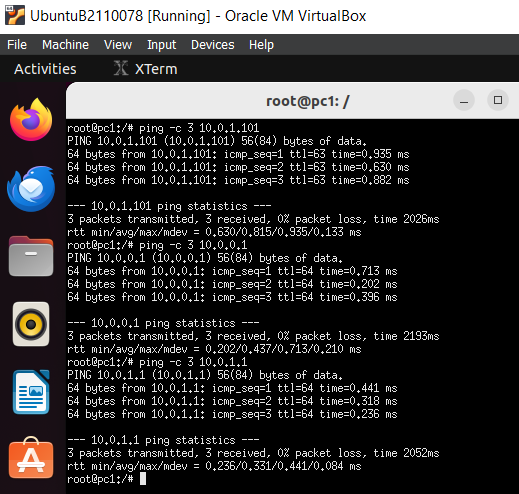 UbuntuB2110078 [Running] - Oracle VM VirtualBox
File Machine View Input Devices Help
Activities XTerm
root@pc1: /
root@pc1:/# ping -c 3 10.0.1.101
PING 10.0.1.101 (10.0.1.101) 56(84) bytes of data.
64 bytes from 10.0.1.101: icmp_seq=1 ttl=63 time=0.935 ms
64 bytes from 10.0.1.101: icmp_seq=2 ttl=63 time=0.630 ms
64 bytes from 10.0.1.101: icmp_seq=3 ttl=63 time=0.882 ms
--- 10.0.1.101 ping statistics ---
3 packets transmitted, 3 received, 0% packet loss, time 2026ms
rtt min/avg/max/mdev = 0.630/0.815/0.935/0.133 ms
root@pc1:/# ping -c 3 10.0.0.1
PING 10.0.0.1 (10.0.0.1) 56(84) bytes of data.
64 bytes from 10.0.0.1: icmp_seq=1 ttl=64 time=0.713 ms
64 bytes from 10.0.0.1: icmp_seq=2 ttl=64 time=0.202 ms
64 bytes from 10.0.0.1: icmp_seq=3 ttl=64 time=0.396 ms
--- 10.0.0.1 ping statistics ---
3 packets transmitted, 3 received, 0% packet loss, time 2193ms
rtt min/avg/max/mdev = 0.202/0.437/0.713/0.210 ms
root@pc1:/# ping -c 3 10.0.1.1
PING 10.0.1.1 (10.0.1.1) 56(84) bytes of data.
64 bytes from 10.0.1.1: icmp_seq=1 ttl=64 time=0.441 ms
64 bytes from 10.0.1.1: icmp_seq=2 ttl=64 time=0.318 ms
64 bytes from 10.0.1.1: icmp_seq=3 ttl=64 time=0.236 ms
--- 10.0.1.1 ping statistics ---
3 packets transmitted, 3 received, 0% packet loss, time 2052ms
rtt min/avg/max/mdev = 0.236/0.331/0.441/0.084 ms
root@pc1:/#